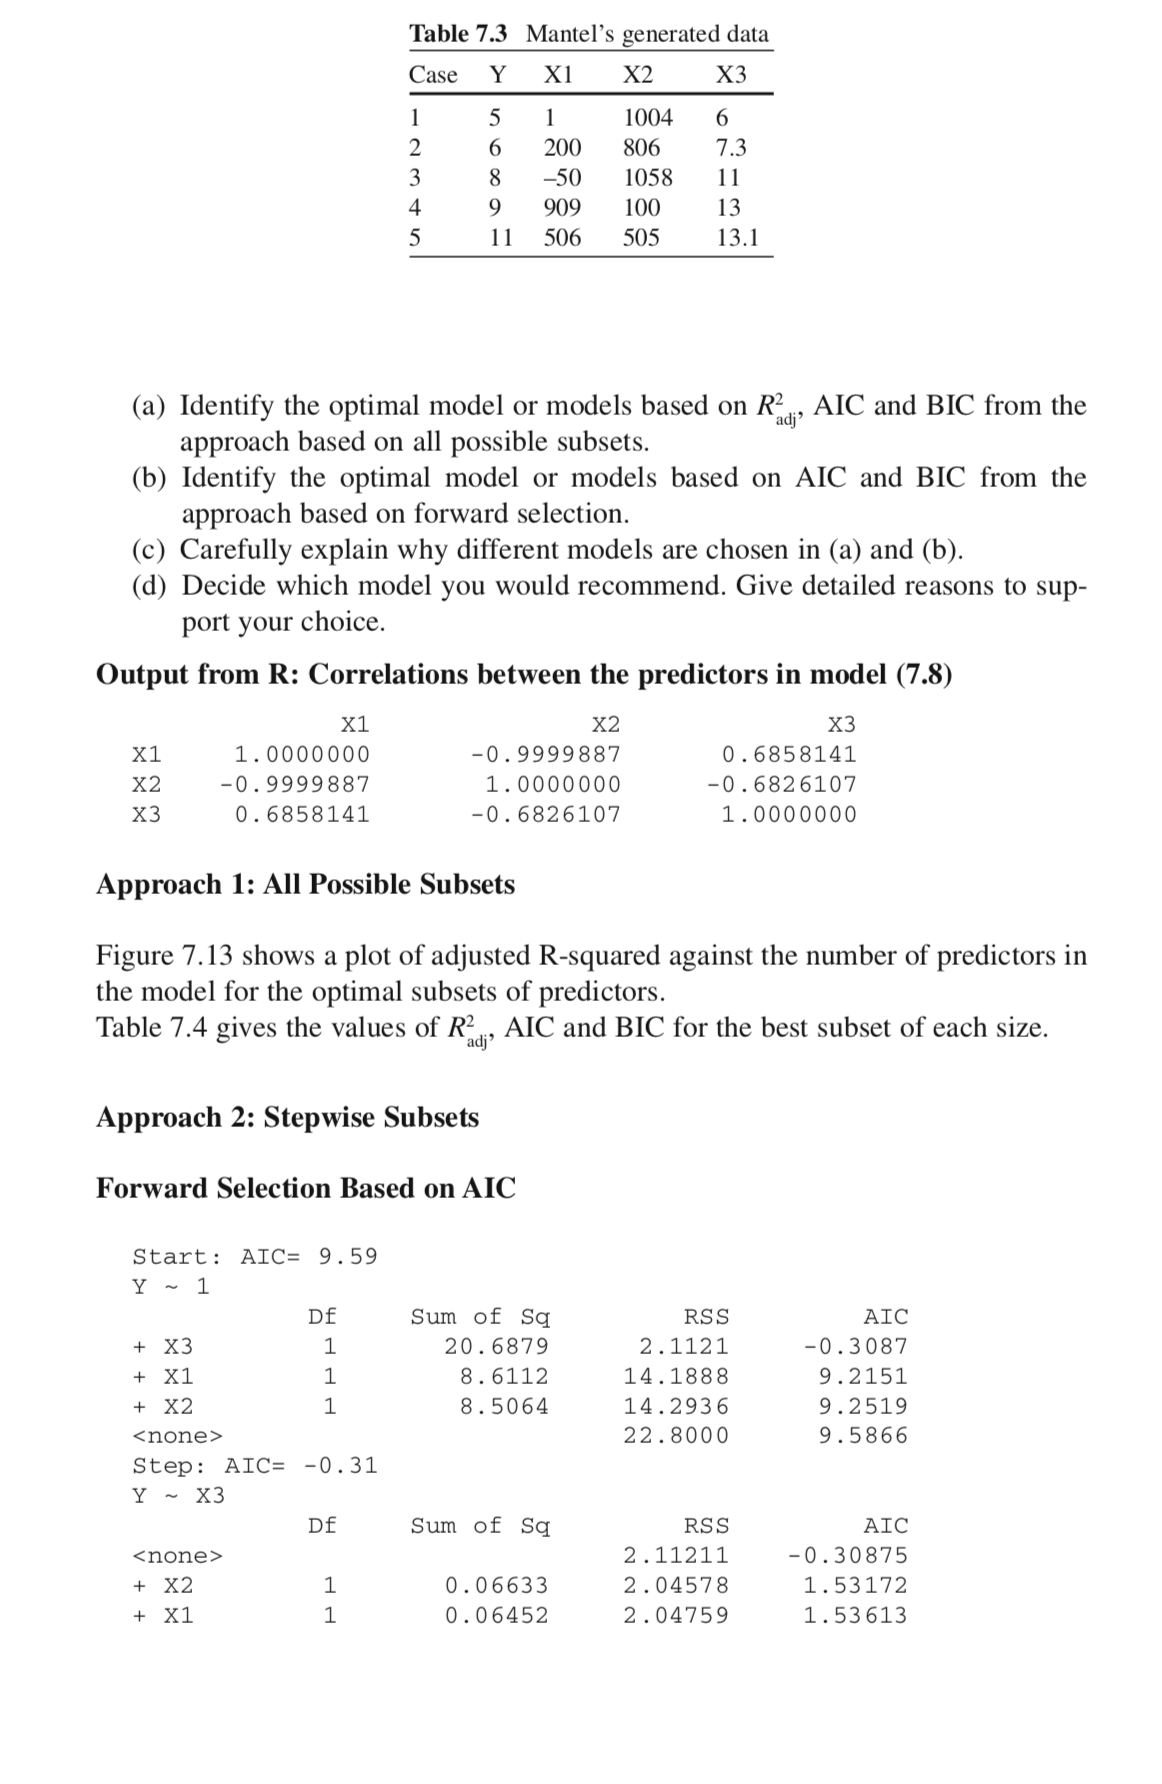 Table 7.3 Mantel's generated data
Case Y X1 X2 X3
1 5 1 1004 6
2 6 200 806 7.3
3 8 –50 1058 11
4 9 909 100 13
5 11 506 505 13.1
(a) Identify the optimal model or models based on R²adj, AIC and BIC from the
approach based on all possible subsets.
(b) Identify the optimal model or models based on AIC and BIC from the
approach based on forward selection.
(c) Carefully explain why different models are chosen in (a) and (b).
(d) Decide which model you would recommend. Give detailed reasons to sup-
port your choice.
Output from R: Correlations between the predictors in model (7.8)
X1 X2 X3
X1 1.0000000 -0.9999887 0.6858141
X2 -0.9999887 1.0000000 -0.6826107
X3 0.6858141 -0.6826107 1.0000000
Approach 1: All Possible Subsets
Figure 7.13 shows a plot of adjusted R-squared against the number of predictors in
the model for the optimal subsets of predictors.
Table 7.4 gives the values of R²adj, AIC and BIC for the best subset of each size.
Approach 2: Stepwise Subsets
Forward Selection Based on AIC
Start: AIC= 9.59
Y ~ 1
Df Sum of Sq RSS AIC
+ X3 1 20.6879 2.1121 -0.3087
+ X1 1 8.6112 14.1888 9.2151
+ X2 1 8.5064 14.2936 9.2519
<none> 22.8000 9.5866
Step: AIC= -0.31
Y ~ X3
Df Sum of Sq RSS AIC
<none> 2.11211 -0.30875
+ X2 1 0.06633 2.04578 1.53172
+ X1 1 0.06452 2.04759 1.53613